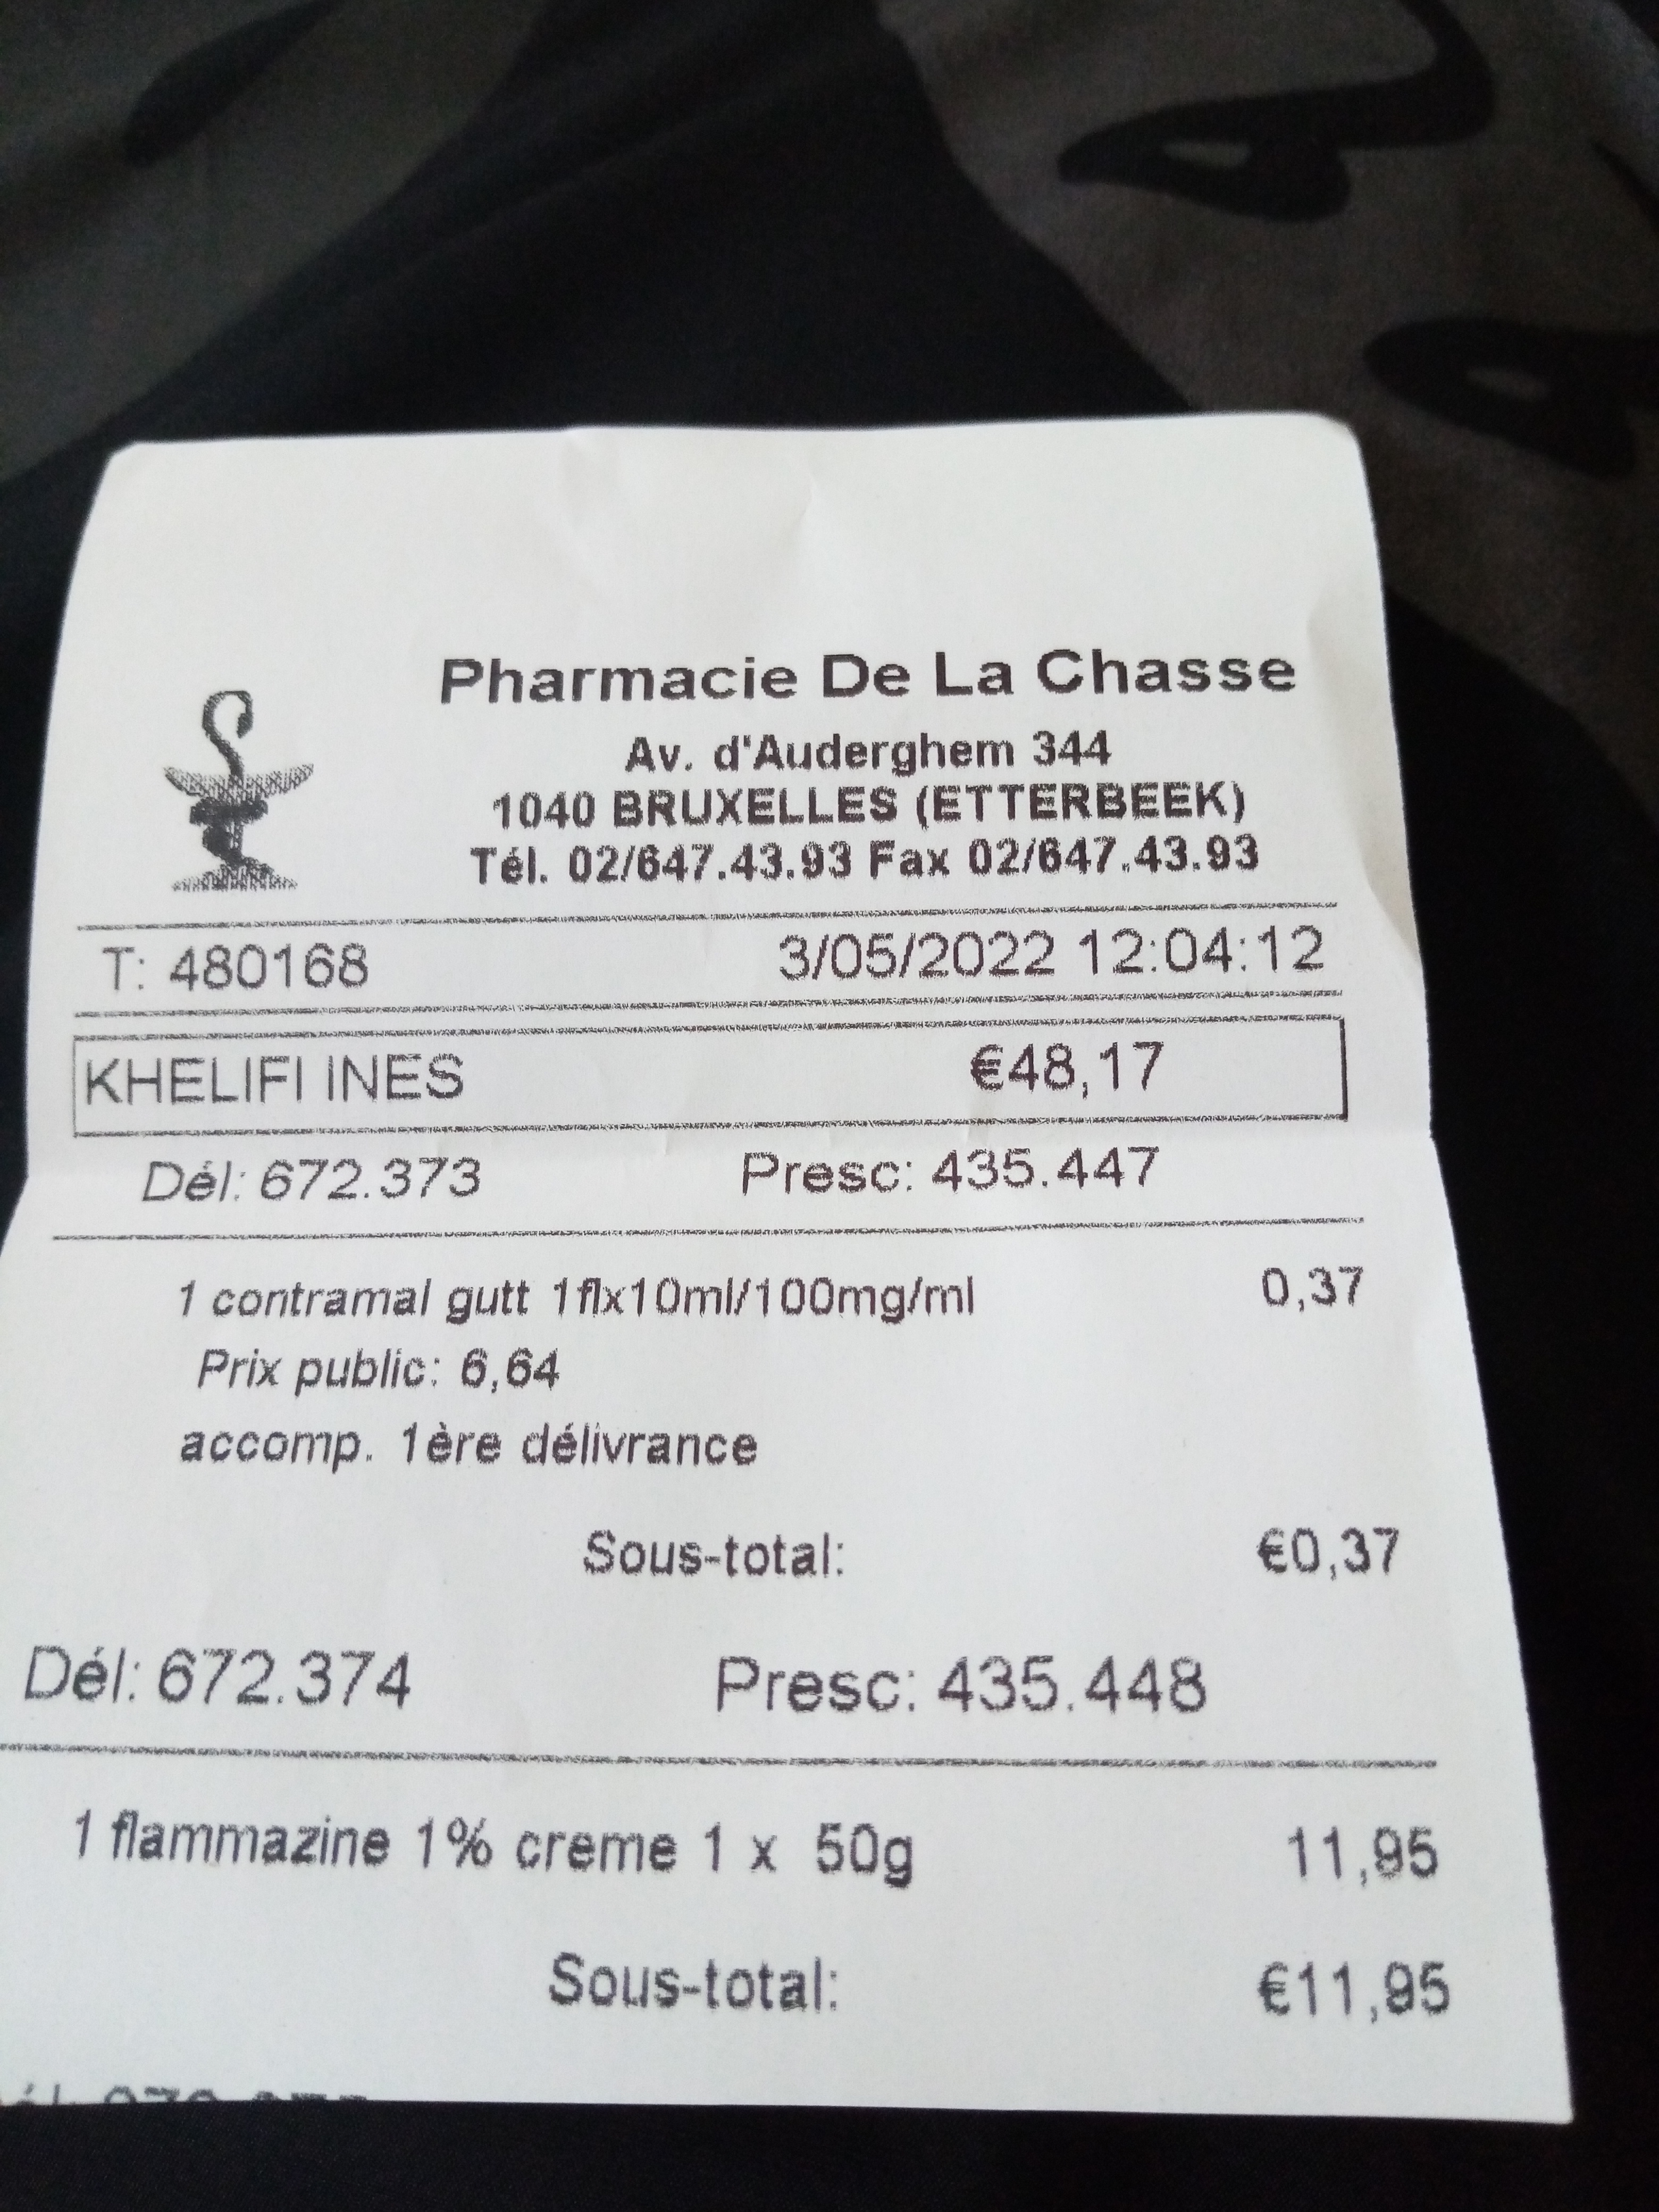 Pharmacie De La Chasse
Av. d'Auderghem 344
1040 BRUXELLES (ETTERBEEK)
Tél. 02/647.43.93 Fax 02/647.43.93
T: 480168 3/05/2022 12:04:12
KHELIFI INES €48,17
Dél: 672.373 Presc: 435.447
1 contramal gutt 1flx10ml/100mg/ml 0,37
Prix public: 6,64
accomp. 1ère délivrance
Sous-total: €0,37
Dél: 672.374 Presc: 435.448
1 flammazine 1% creme 1 x 50g 11,95
Sous-total: €11,95